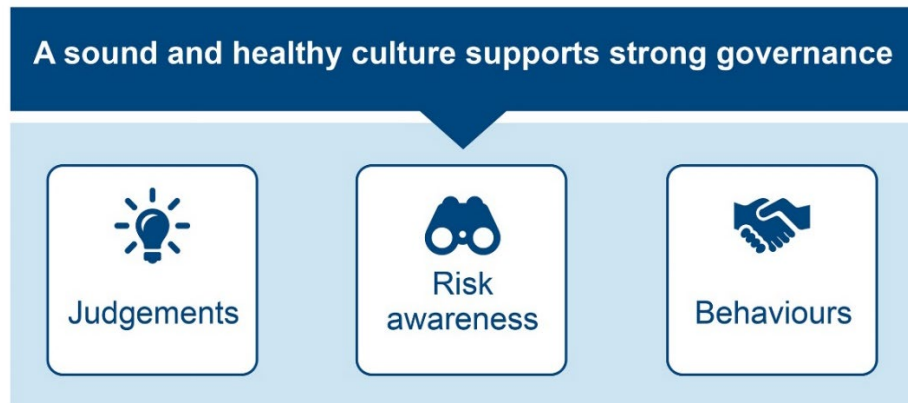 A sound and healthy culture supports strong governance
Judgements
Risk
awareness
Behaviours